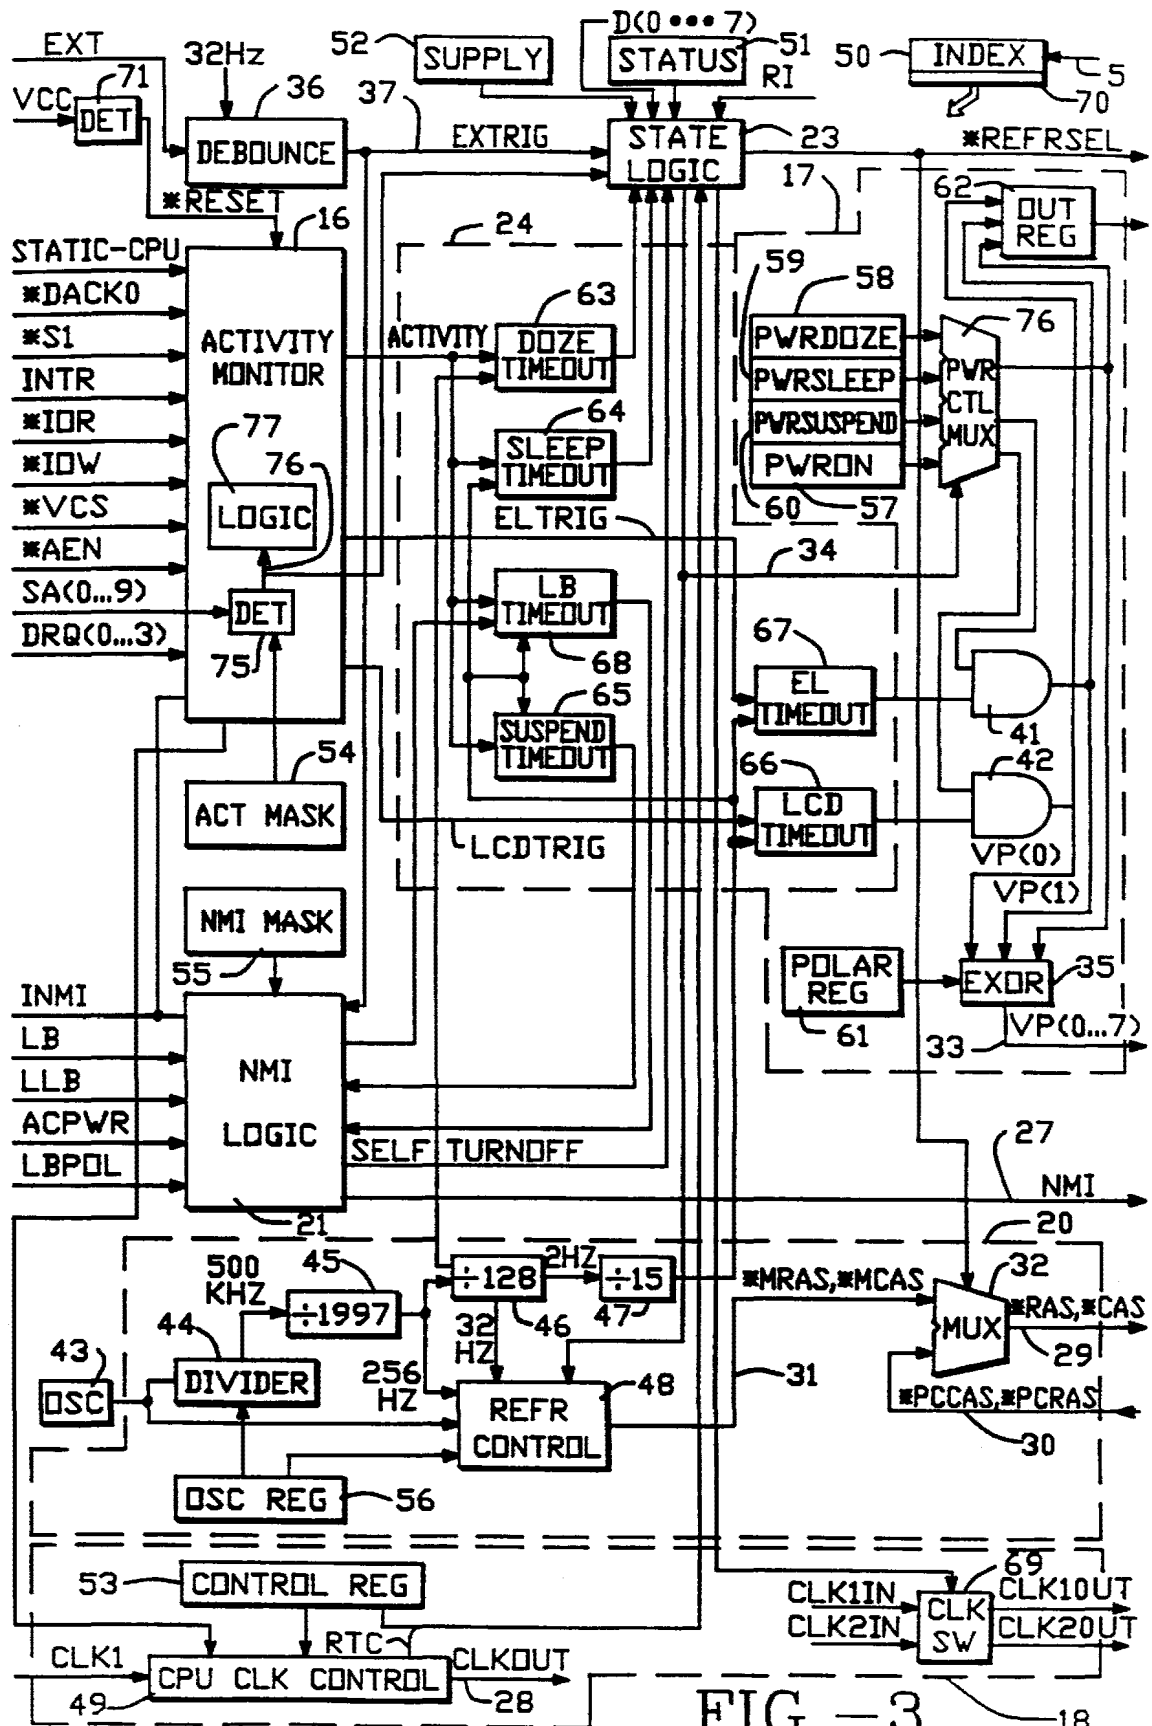 D(0 ••• 7)
EXT
32Hz
52
SUPPLY
STATUS
51
50
INDEX
5
70
71
VCC
DET
36
37
RI
DEBOUNCE
EXTRIG
STATE
LOGIC
23
*REFRSEL
*RESET
16
24
17
62
OUT
REG
STATIC-CPU
*DACK0
*S1
INTR
*IOR
*IOW
*VCS
*AEN
SA(0...9)
DRQ(0...3)
ACTIVITY
MONITOR
77
76
LOGIC
DET
75
ACTIVITY
63
DOZE
TIMEOUT
64
SLEEP
TIMEOUT
ELTRIG
59
58
PWRDOZE
PWRSLEEP
PWRSUSPEND
PWRON
60
57
76
PWR
CTL
MUX
34
LB
TIMEOUT
68
65
SUSPEND
TIMEOUT
67
EL
TIMEOUT
41
42
54
ACT MASK
66
LCD
TIMEOUT
LCDTRIG
VP(0)
VP(1)
NMI MASK
55
POLAR
REG
61
EXOR
35
VP(0...7)
33
INMI
LB
LLB
ACPWR
LBPOL
NMI
LOGIC
21
SELF TURNOFF
27
NMI
20
500
KHZ
45
÷1997
÷128
2HZ
÷15
46
47
*MRAS,*MCAS
32
MUX
*RAS,*CAS
29
44
43
OSC
DIVIDER
32
HZ
256
HZ
REFR
CONTROL
48
31
*PCCAS,*PCRAS
30
OSC REG
56
53
CONTROL REG
69
CLK1IN
CLK2IN
CLK
SW
CLK1OUT
CLK2OUT
RTC
CLK1
CPU CLK CONTROL
CLKOUT
49
28
FIG.—3
18